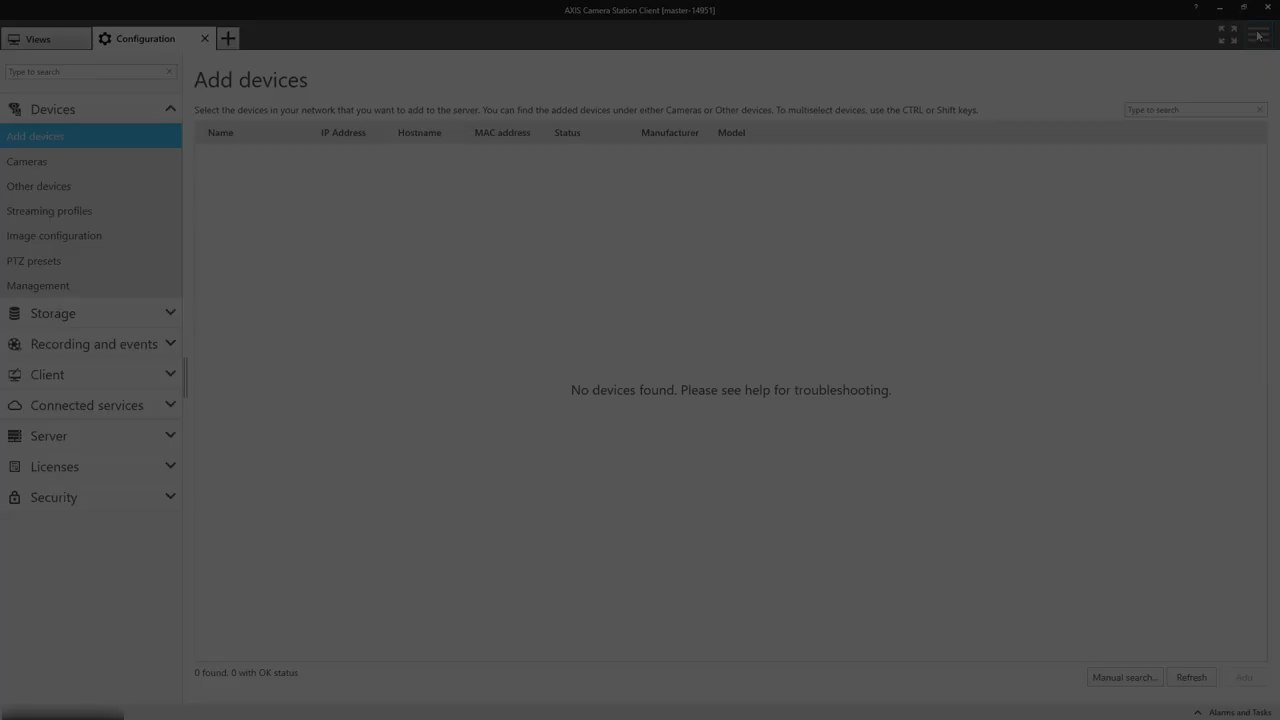 AXIS Camera Station Client [master-14951]
?
Views
Configuration
Type to search
Devices
Add devices
Cameras
Other devices
Streaming profiles
Image configuration
PTZ presets
Management
Storage
Recording and events
Client
Connected services
Server
Licenses
Security
Add devices
Select the devices in your network that you want to add to the server. You can find the added devices under either Cameras or Other devices. To multiselect devices, use the CTRL or Shift keys.
Type to search
Name IP Address Hostname MAC address Status Manufacturer Model
No devices found. Please see help for troubleshooting.
0 found, 0 with OK status
Manual search... Refresh Add
Alarms and Tasks